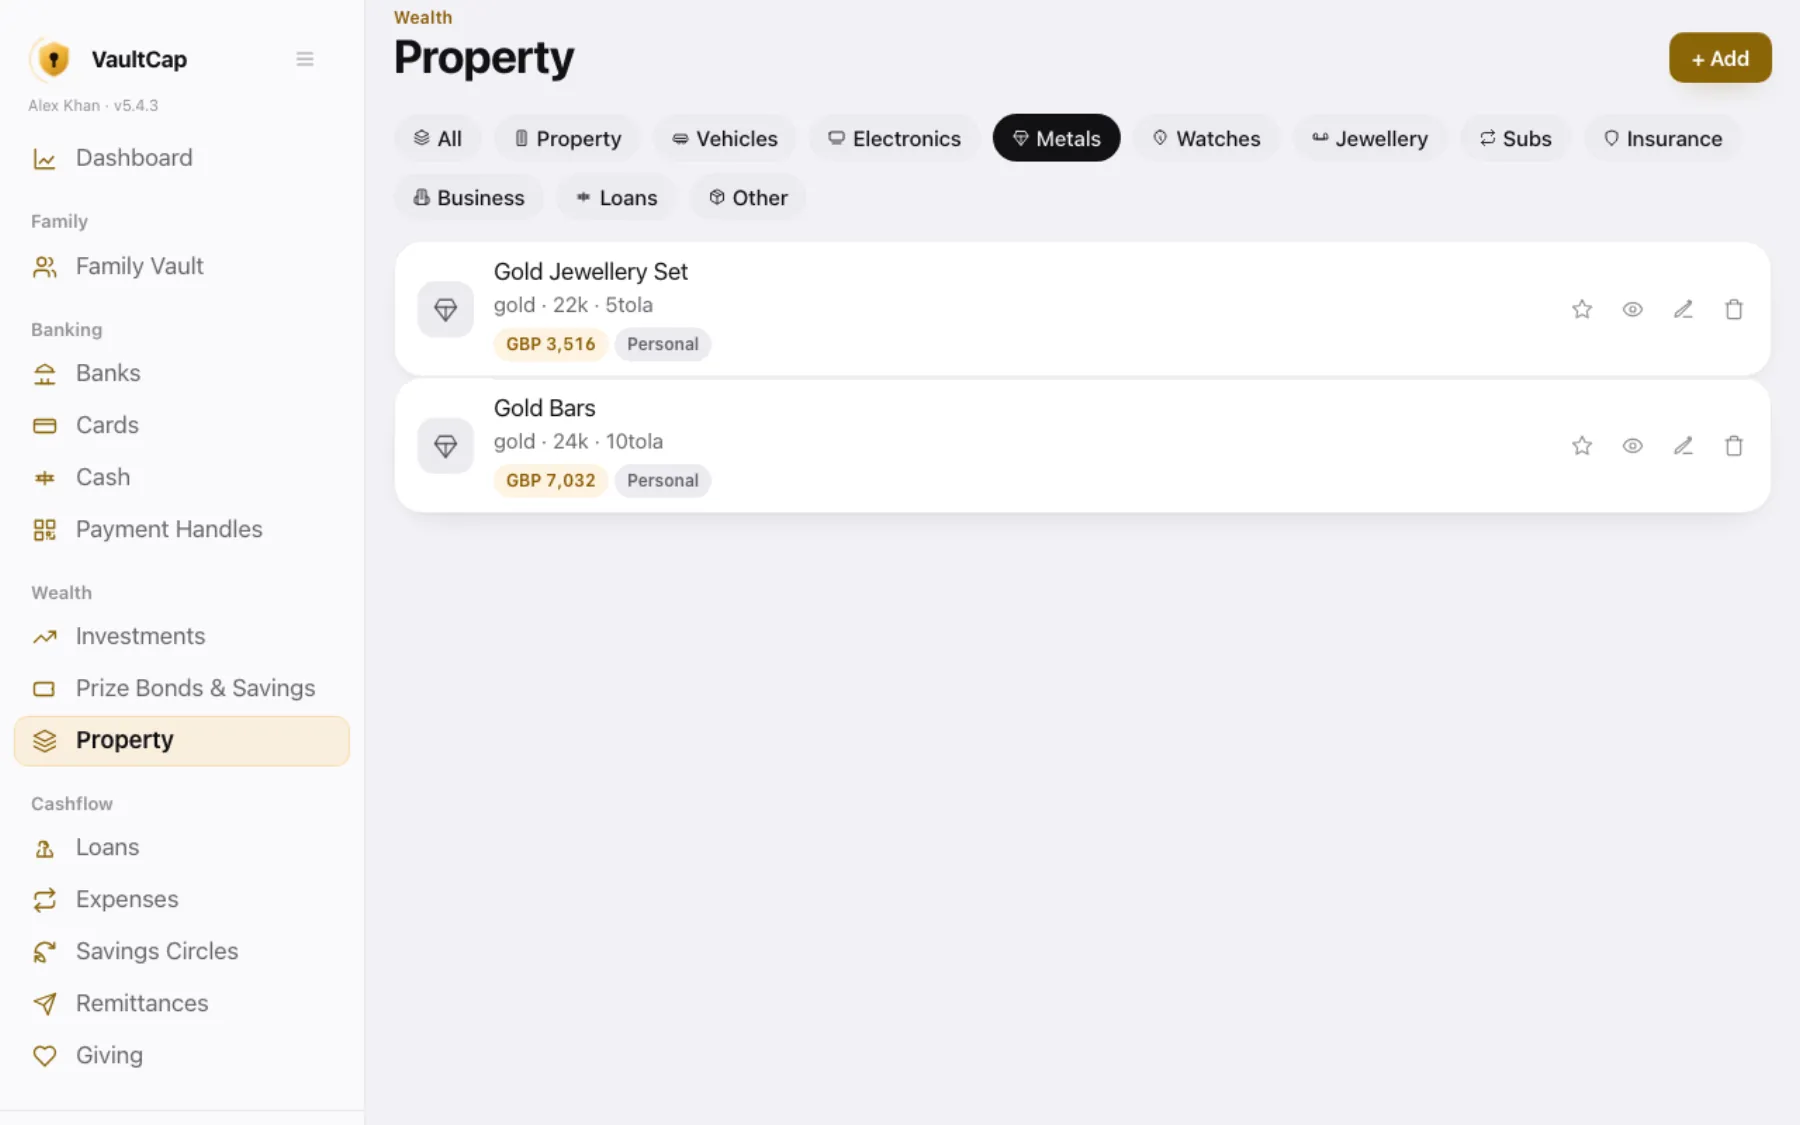 VaultCap
Alex Khan · v5.4.3
Dashboard
Family
Family Vault
Banking
Banks
Cards
Cash
Payment Handles
Wealth
Investments
Prize Bonds & Savings
Property
Cashflow
Loans
Expenses
Savings Circles
Remittances
Giving
Wealth
Property
+ Add
All Property Vehicles Electronics Metals Watches Jewellery Subs Insurance
Business Loans Other
Gold Jewellery Set
gold · 22k · 5tola
GBP 3,516 Personal
Gold Bars
gold · 24k · 10tola
GBP 7,032 Personal